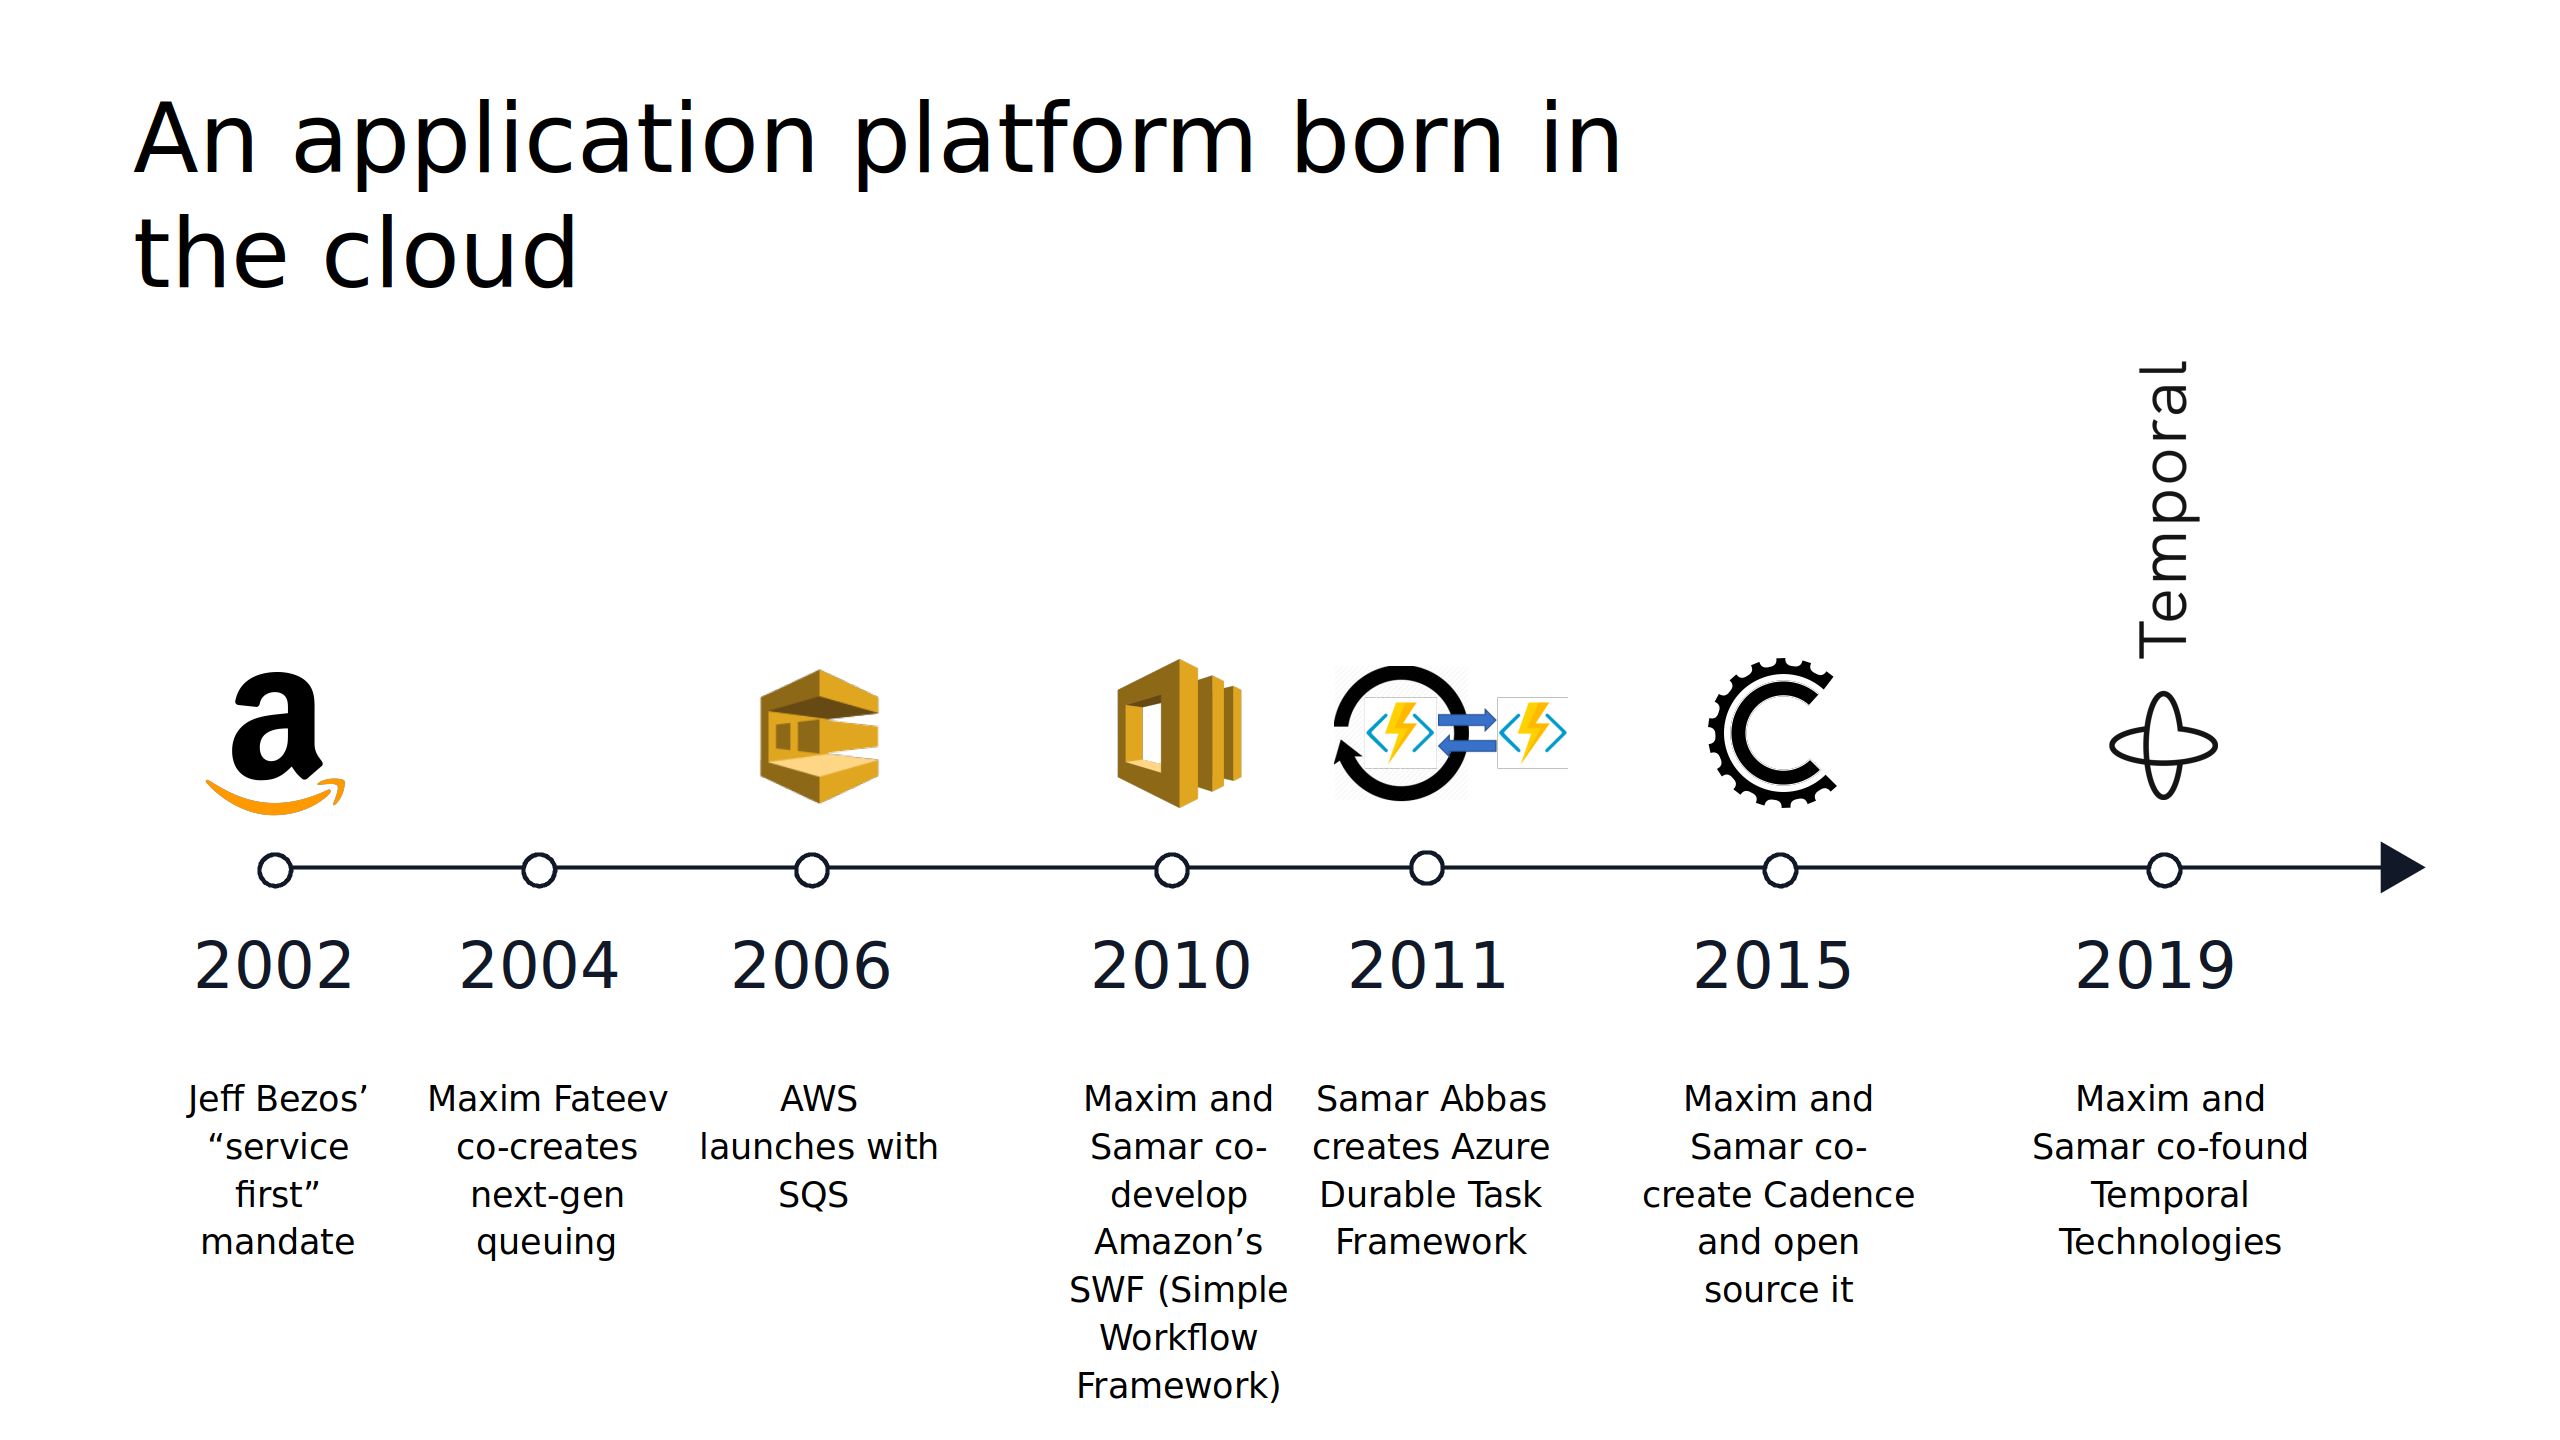 An application platform born in
the cloud
Temporal
2002
2004
2006
2010
2011
2015
2019
Jeff Bezos’
“service
first”
mandate
Maxim Fateev
co-creates
next-gen
queuing
AWS
launches with
SQS
Maxim and
Samar co-
develop
Amazon’s
SWF (Simple
Workflow
Framework)
Samar Abbas
creates Azure
Durable Task
Framework
Maxim and
Samar co-
create Cadence
and open
source it
Maxim and
Samar co-found
Temporal
Technologies